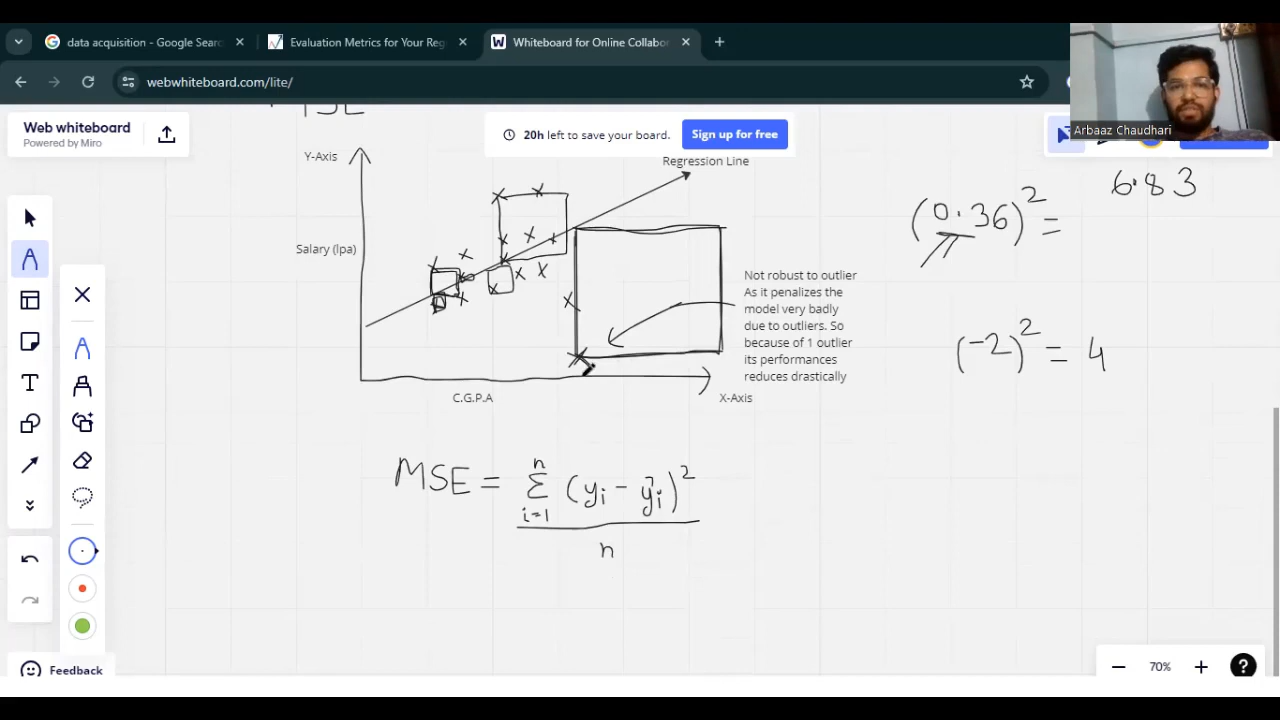 data acquisition - Google Searc
Evaluation Metrics for Your Reg
Whiteboard for Online Collabor
webwhiteboard.com/lite/
Arbaaz Chaudhari
MSE
Web whiteboard
Powered by Miro
20h left to save your board.
Sign up for free
Y-Axis
Regression Line
Salary (lpa)
C.G.P.A
X-Axis
Not robust to outlier
As it penalizes the
model very badly
due to outliers. So
because of 1 outlier
its performances
reduces drastically
6.83
(0.36)² =
(-2)² = 4
MSE = n Σ i=1 (yi - ŷi)²
n
Feedback
70%